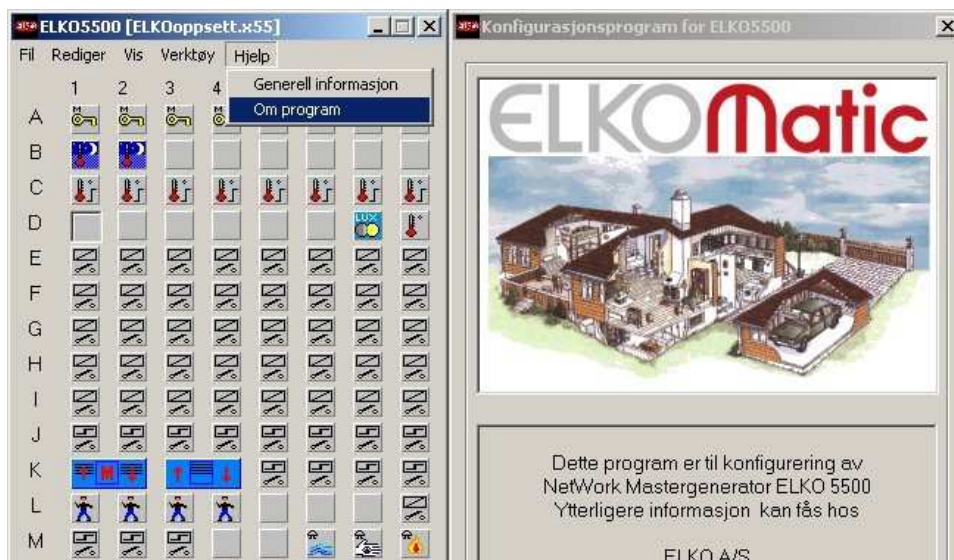 ELKO5500 [ELKOoppsett.x55]
Fil Rediger Vis Verktøy Hjelp
Generell informasjon
Om program
1 2 3 4
A
M M M M
B
C
D
LUX
E
F
G
H
I
J
K
M
L
M
Konfigurasjonsprogram for ELKO5500
ELKOMatic
Dette program er til konfigurering av
NetWork Mastergenerator ELKO 5500
Ytterligere informasjon kan fås hos
ELKO A/S